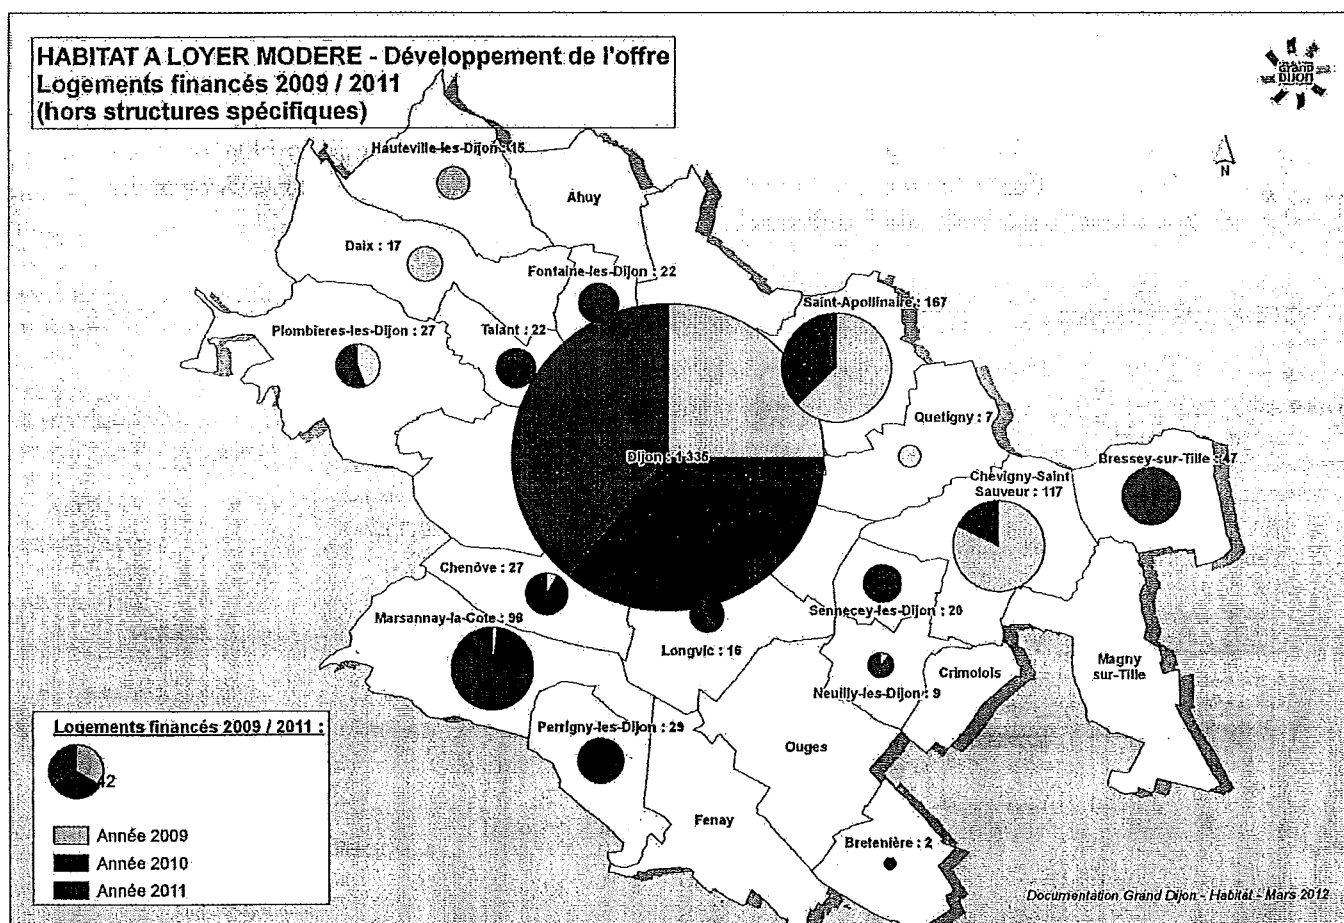 HABITAT A LOYER MODERE - Développement de l'offre
Logements financés 2009 / 2011
(hors structures spécifiques)
GRAND
DIJON
N
Hauteville-les-Dijon : 15
Ahuy
Daix : 17
Fontaine-les-Dijon : 22
Saint-Apollinaire : 167
Plombieres-les-Dijon : 27
Talant : 22
Quetigny : 7
Dijon : 1 335
Bressey-sur-Tille : 47
Chevigny-Saint
Sauveur : 117
Chenôve : 27
Marsannay-la-Cote : 98
Sennecey-les-Dijon : 20
Longvic : 16
Crimolois
Magny
sur-Tille
Neuilly-les-Dijon : 9
Perrigny-les-Dijon : 29
Ouges
Fenay
Bretenière : 2
Logements financés 2009 / 2011 :
42
Année 2009
Année 2010
Année 2011
Documentation Grand Dijon - Habitat - Mars 2012